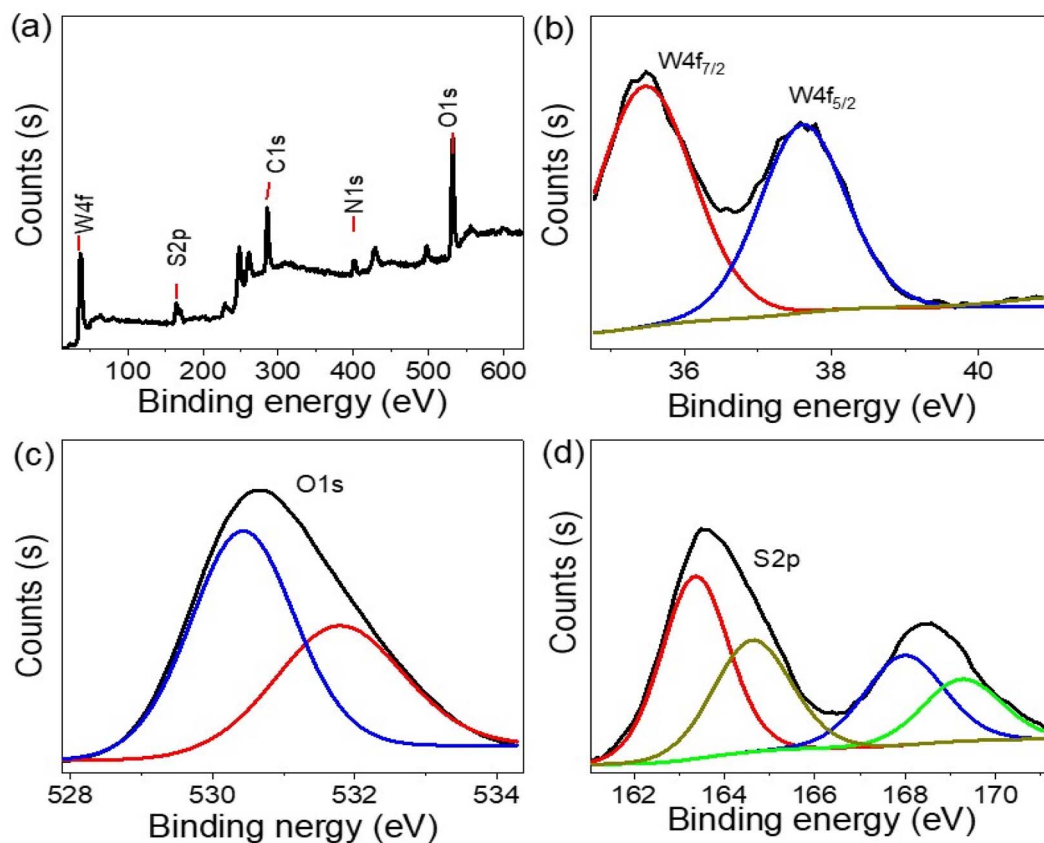 (a)
W4f
S2p
C1s
N1s
O1s
Counts (s)
100 200 300 400 500 600
Binding energy (eV)
(b)
W4f7/2
W4f5/2
Counts (s)
36 38 40
Binding energy (eV)
(c)
O1s
Counts (s)
528 530 532 534
Binding nergy (eV)
(d)
S2p
Counts (s)
162 164 166 168 170
Binding energy (eV)